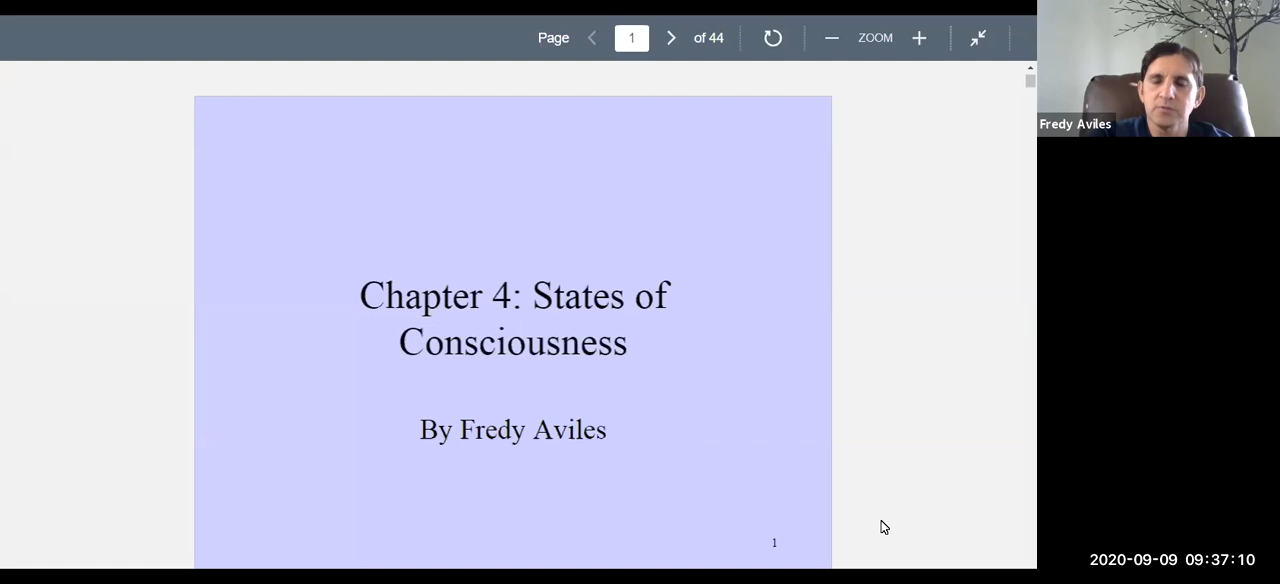 Page 1 of 44 ZOOM
Fredy Aviles
Chapter 4: States of
Consciousness
By Fredy Aviles
1
2020-09-09 09:37:10